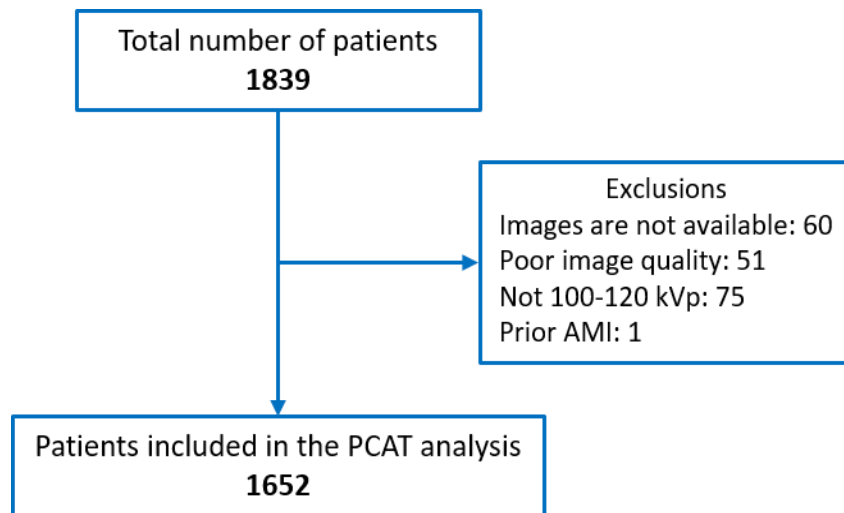 Total number of patients
1839
Exclusions
Images are not available: 60
Poor image quality: 51
Not 100-120 kVp: 75
Prior AMI: 1
Patients included in the PCAT analysis
1652